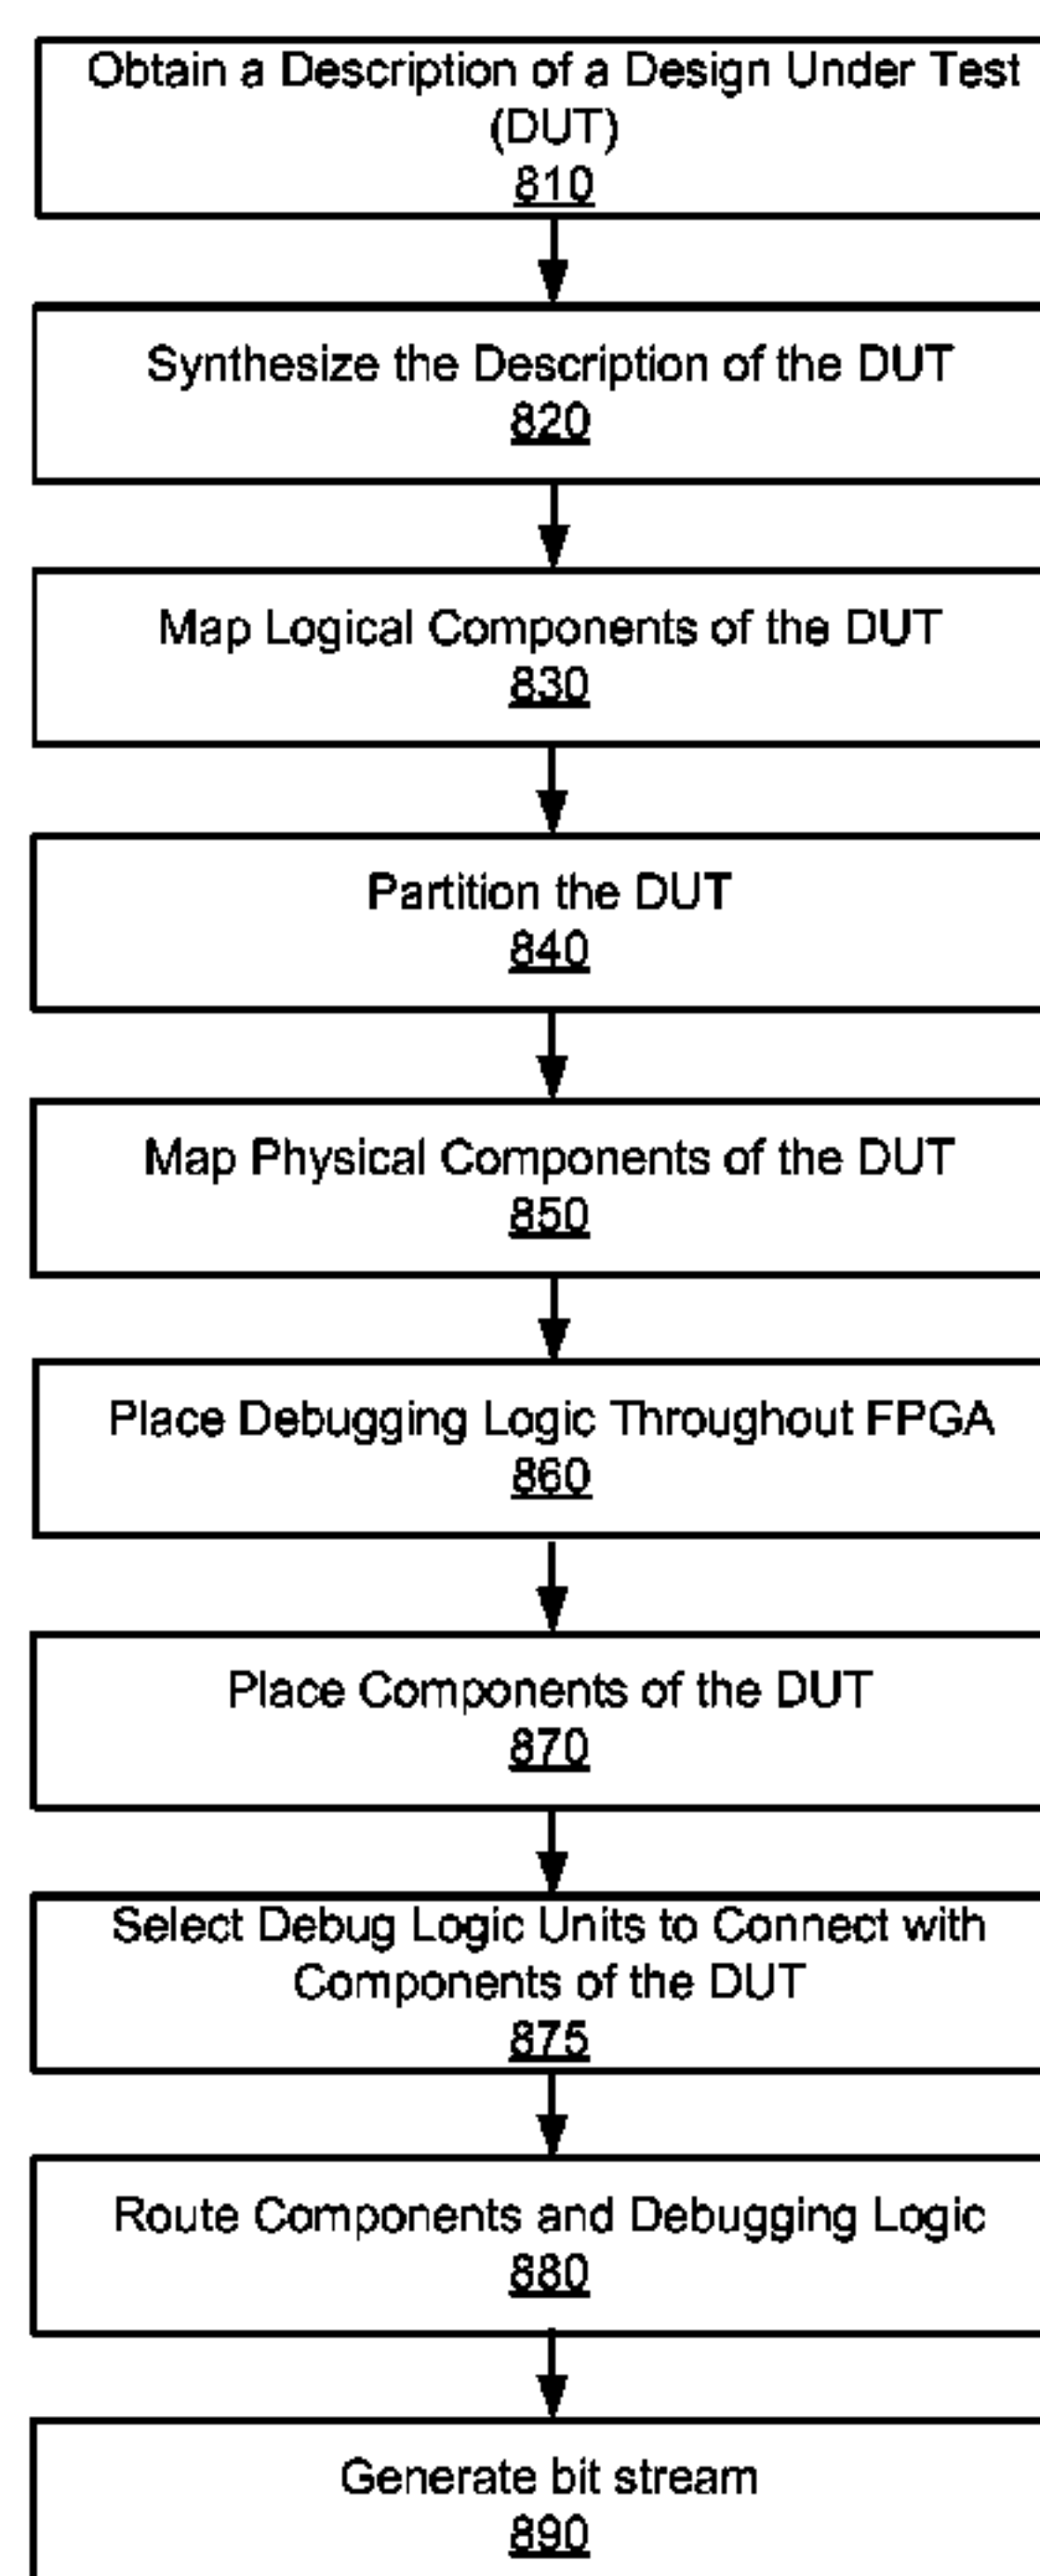 Obtain a Description of a Design Under Test
(DUT)
810
Synthesize the Description of the DUT
820
Map Logical Components of the DUT
830
Partition the DUT
840
Map Physical Components of the DUT
850
Place Debugging Logic Throughout FPGA
860
Place Components of the DUT
870
Select Debug Logic Units to Connect with
Components of the DUT
875
Route Components and Debugging Logic
880
Generate bit stream
890